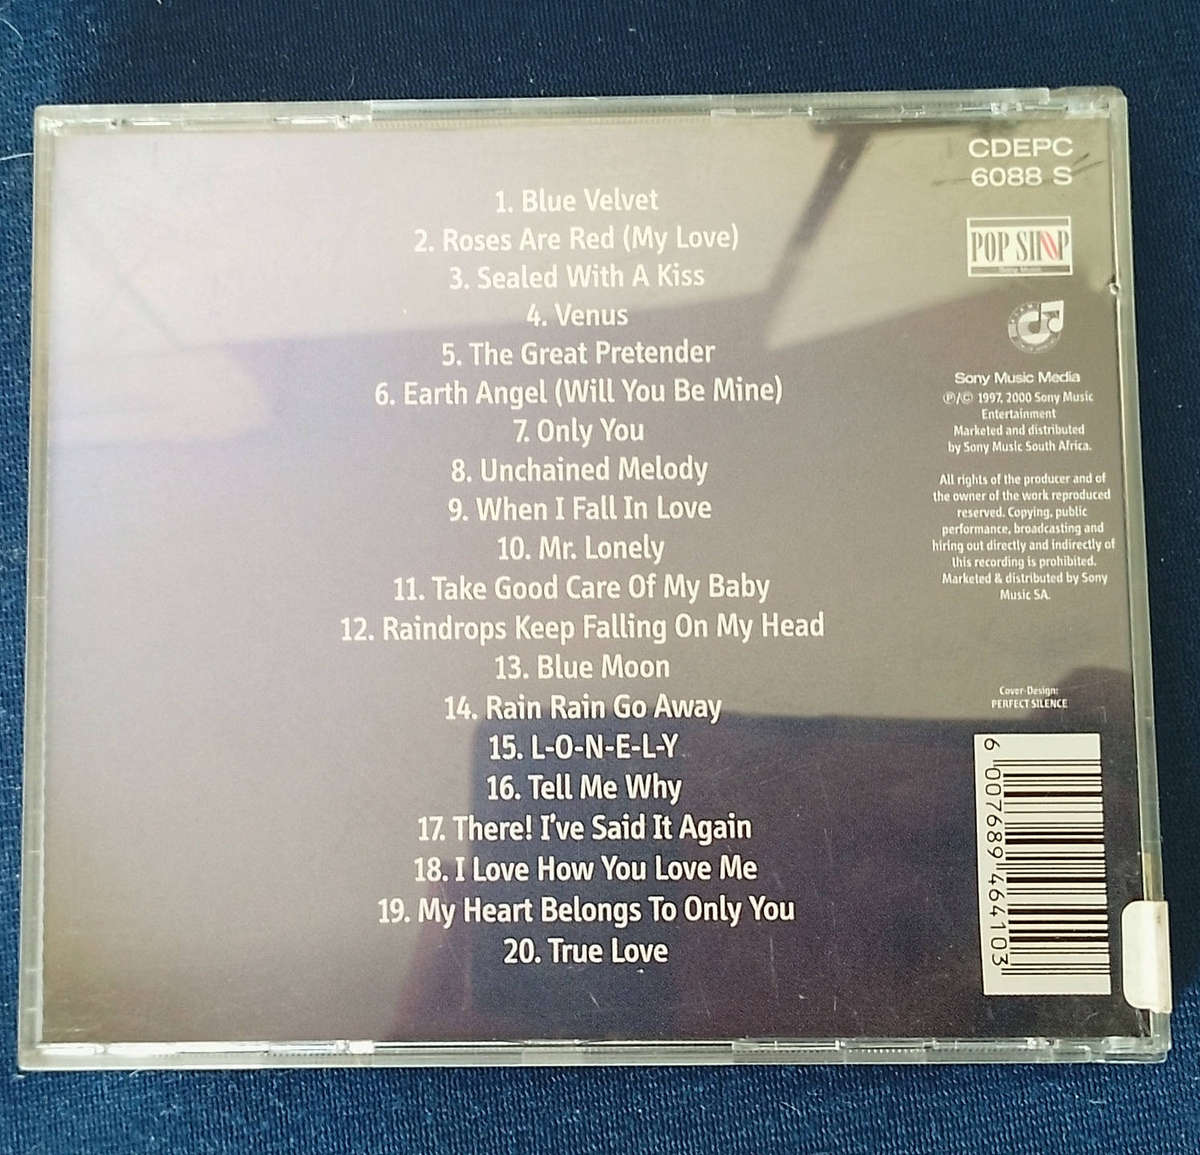 1. Blue Velvet
2. Roses Are Red (My Love)
3. Sealed With A Kiss
4. Venus
5. The Great Pretender
6. Earth Angel (Will You Be Mine)
7. Only You
8. Unchained Melody
9. When I Fall In Love
10. Mr. Lonely
11. Take Good Care Of My Baby
12. Raindrops Keep Falling On My Head
13. Blue Moon
14. Rain Rain Go Away
15. L-O-N-E-L-Y
16. Tell Me Why
17. There! I've Said It Again
18. I Love How You Love Me
19. My Heart Belongs To Only You
20. True Love
CDEPC
6088 S
POP SHOP
Sony Music
Sony Music Media
℗/© 1997, 2000 Sony Music
Entertainment
Marketed and distributed
by Sony Music South Africa.
All rights of the producer and of
the owner of the work reproduced
reserved. Copying, public
performance, broadcasting and
hiring out directly and indirectly of
this recording is prohibited.
Marketed & distributed by Sony
Music SA.
Cover-Design:
PERFECT SILENCE
6 007689 464103